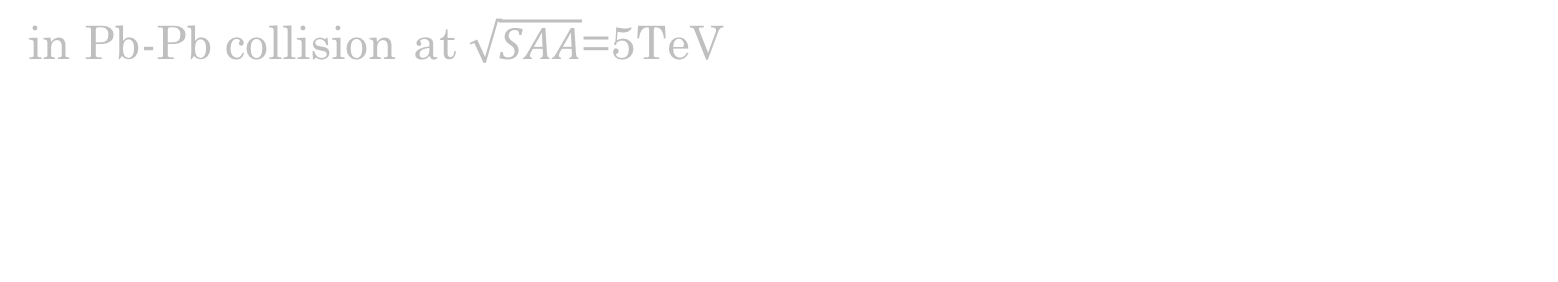 in Pb-Pb collision at √SAA=5TeV